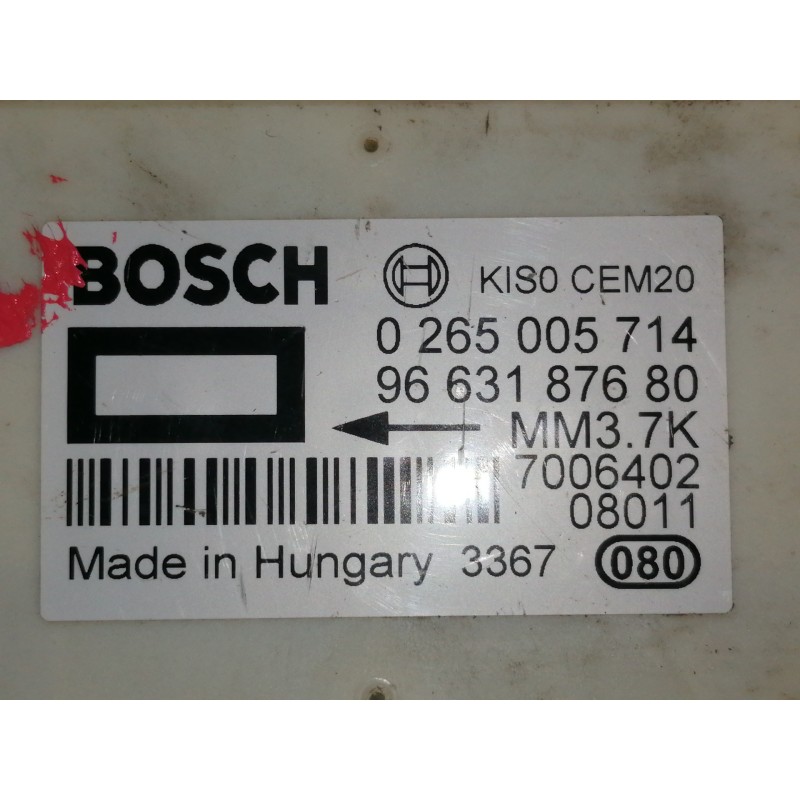 BOSCH KIS0 CEM20
0 265 005 714
96 631 876 80
MM3.7K
7006402
08011
Made in Hungary 3367 080